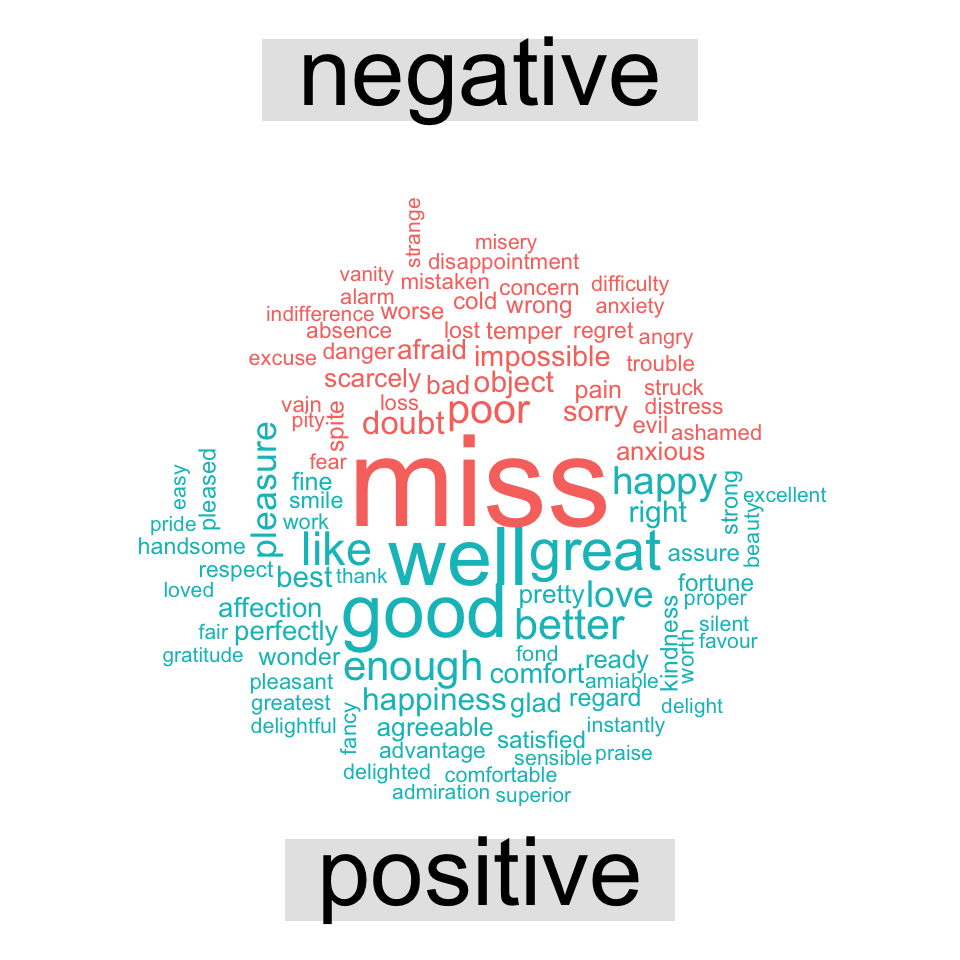 negative
strange
misery
disappointment
vanity
mistaken
concern
difficulty
alarm
cold
wrong
anxiety
indifference
worse
absence
lost
temper
regret
angry
excuse
danger
afraid
impossible
trouble
scarcely
bad
object
pain
struck
vain
loss
poor
sorry
distress
pity
spite
doubt
evil
ashamed
fear
miss
anxious
pleasure
easy
pleased
fine
happy
strong
excellent
smile
right
beauty
pride
work
handsome
like
well
great
assure
respect
best
thank
fortune
loved
pretty
love
proper
affection
good
better
kindness
silent
fair
perfectly
worth
favour
gratitude
wonder
enough
fond
ready
comfort
amiable
pleasant
greatest
happiness
glad
regard
delight
delightful
fancy
agreeable
instantly
advantage
satisfied
sensible
praise
delighted
comfortable
admiration
superior
positive